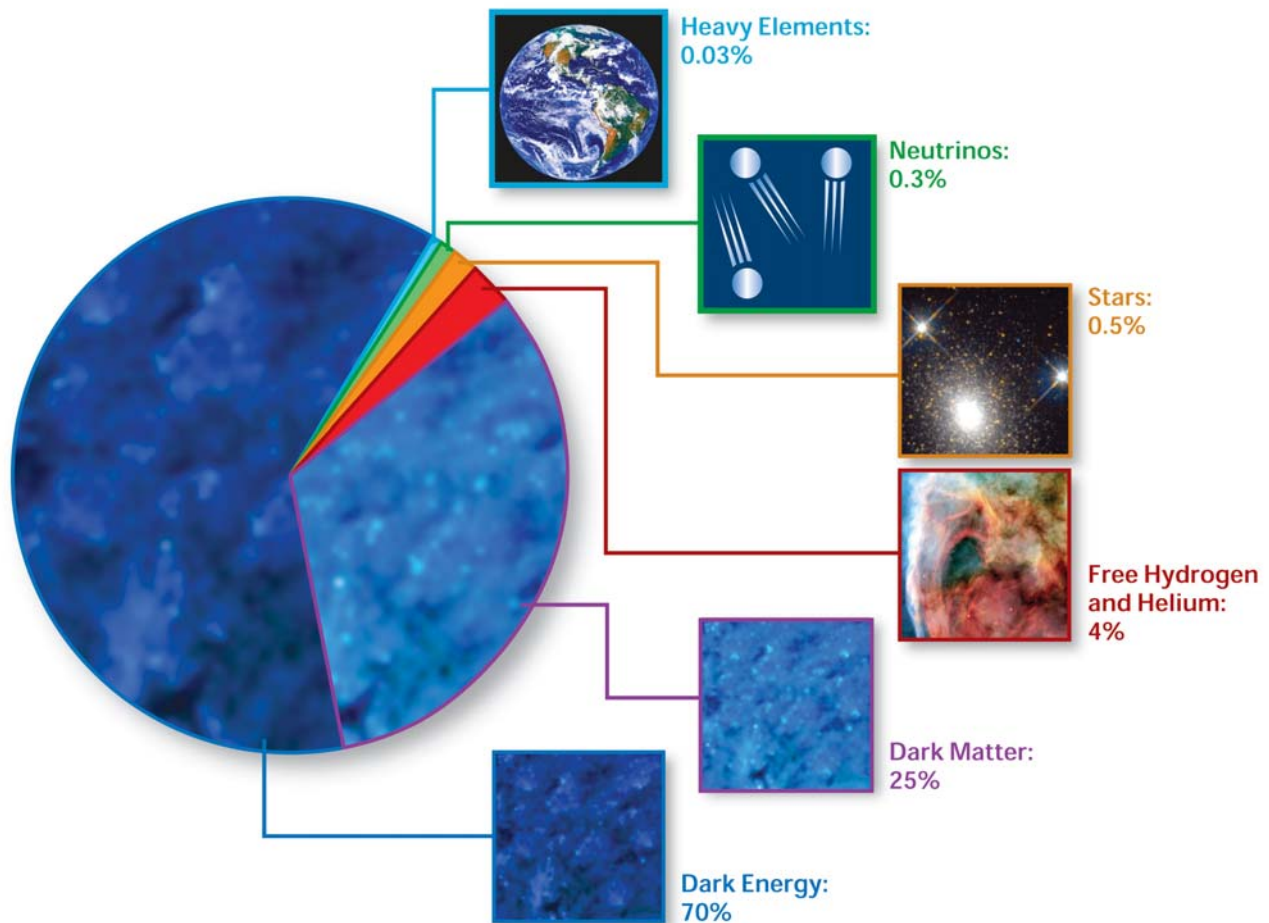 Heavy Elements:
0.03%
Neutrinos:
0.3%
Stars:
0.5%
Free Hydrogen
and Helium:
4%
Dark Matter:
25%
Dark Energy:
70%